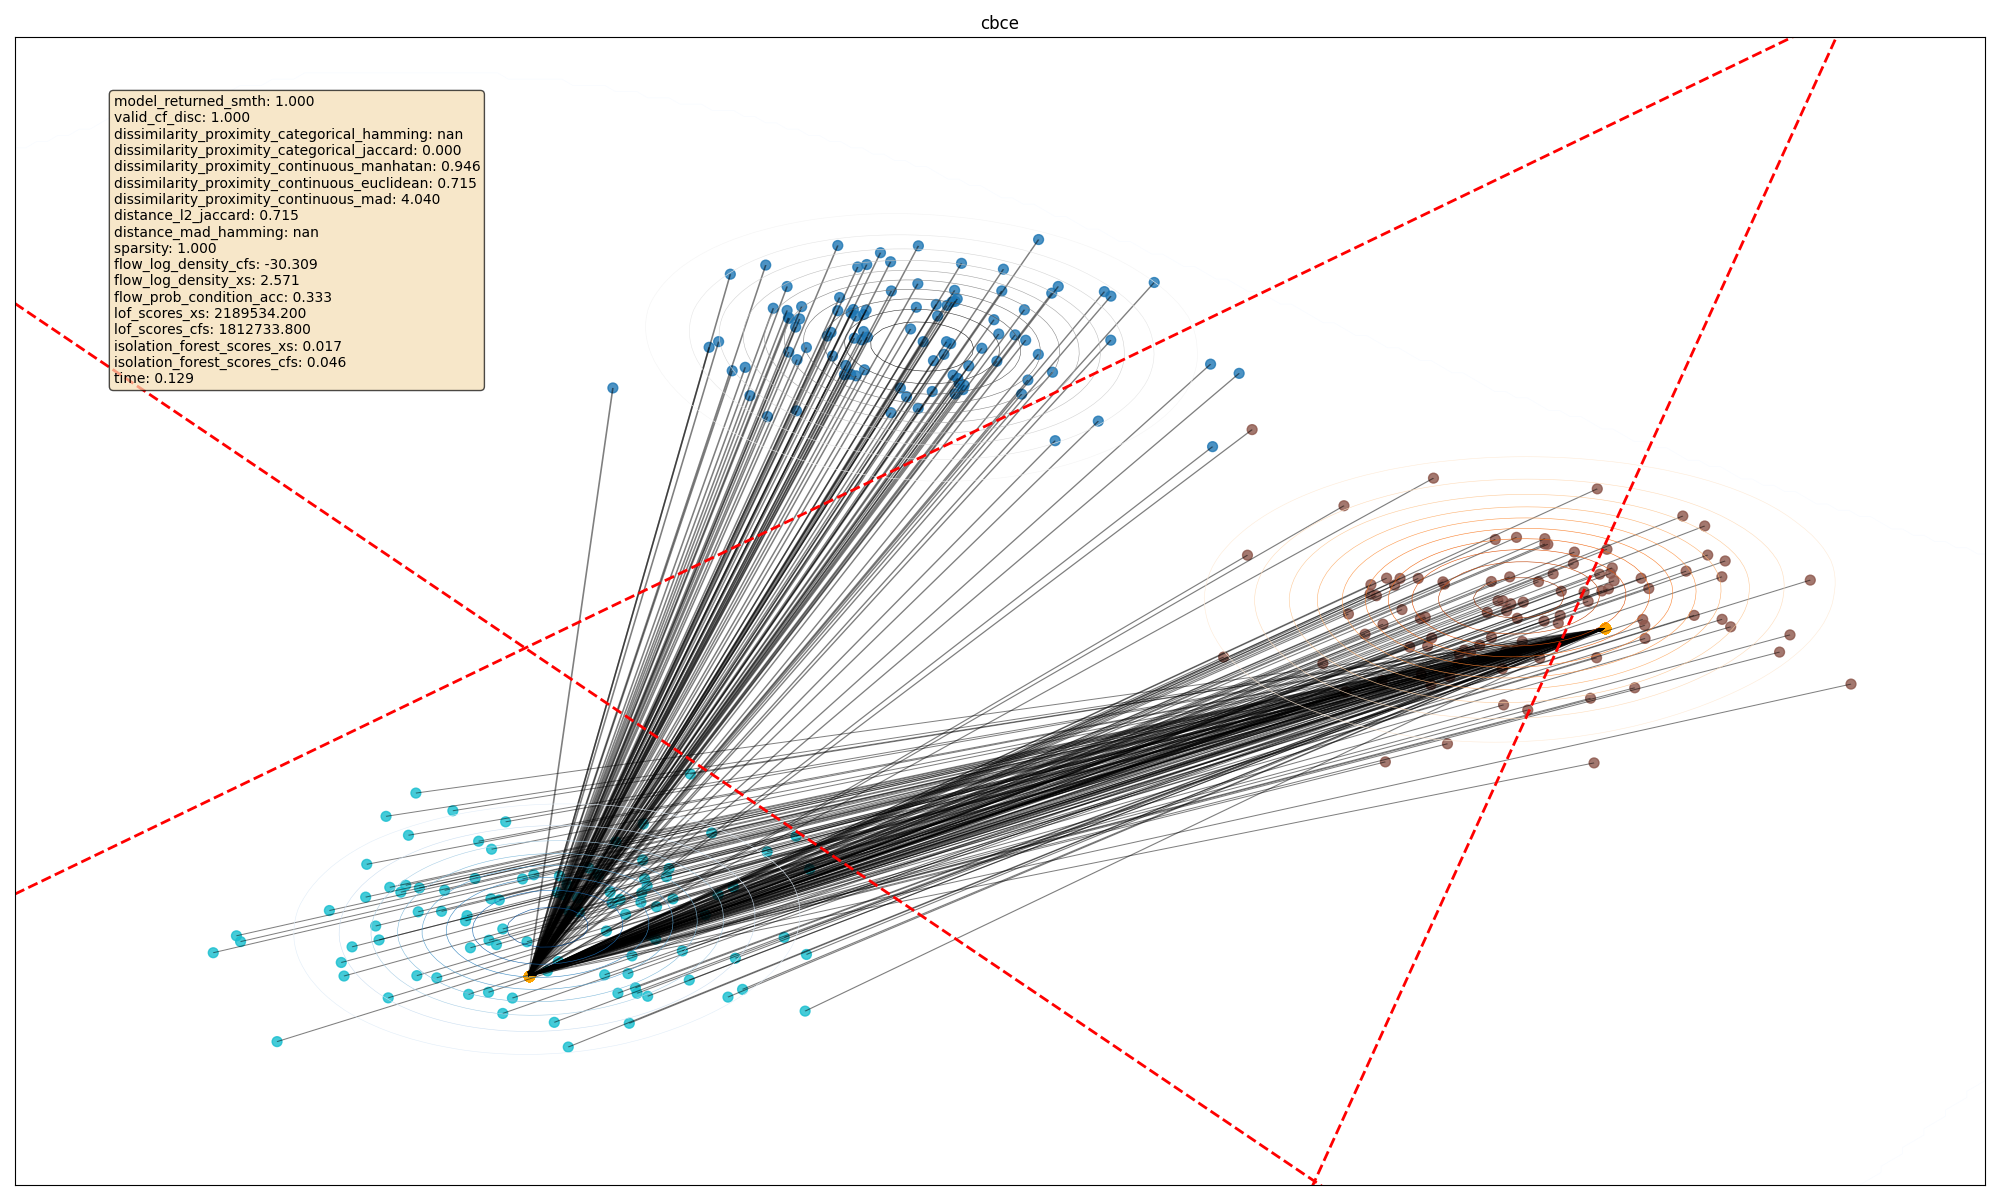 cbce
model_returned_smth: 1.000
valid_cf_disc: 1.000
dissimilarity_proximity_categorical_hamming: nan
dissimilarity_proximity_categorical_jaccard: 0.000
dissimilarity_proximity_continuous_manhatan: 0.946
dissimilarity_proximity_continuous_euclidean: 0.715
dissimilarity_proximity_continuous_mad: 4.040
distance_l2_jaccard: 0.715
distance_mad_hamming: nan
sparsity: 1.000
flow_log_density_cfs: -30.309
flow_log_density_xs: 2.571
flow_prob_condition_acc: 0.333
lof_scores_xs: 2189534.200
lof_scores_cfs: 1812733.800
isolation_forest_scores_xs: 0.017
isolation_forest_scores_cfs: 0.046
time: 0.129